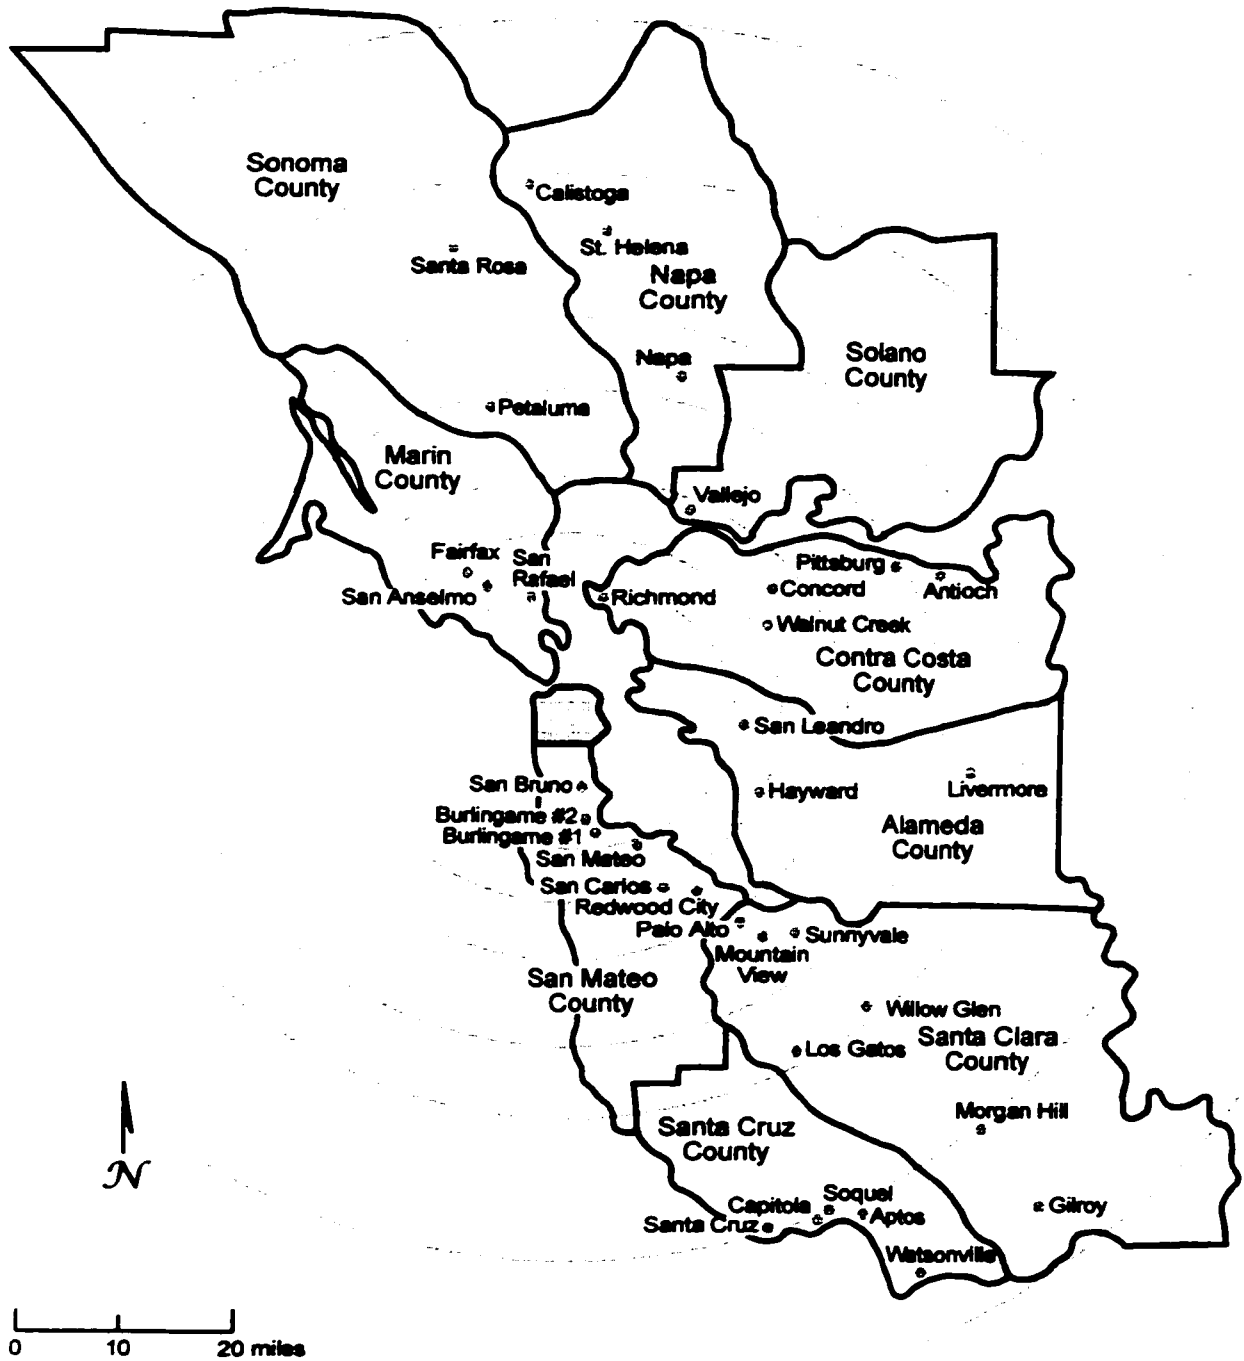 Sonoma
County
Calistoga
St. Helena
Santa Rosa
Napa
County
Napa
Solano
County
Petaluma
Marin
County
Vallejo
Fairfax
San
Rafael
San Anselmo
Richmond
Pittsburg
Concord
Antioch
Walnut Creek
Contra Costa
County
San Leandro
San Bruno
Hayward
Livermore
Burlingame #2
Burlingame #1
Alameda
County
San Mateo
San Carlos
Redwood City
Palo Alto
Sunnyvale
Mountain
View
San Mateo
County
Willow Glen
Santa Clara
County
Los Gatos
Morgan Hill
Santa Cruz
County
N
Soquel
Capitola
Aptos
Santa Cruz
Gilroy
Watsonville
0 10 20 miles